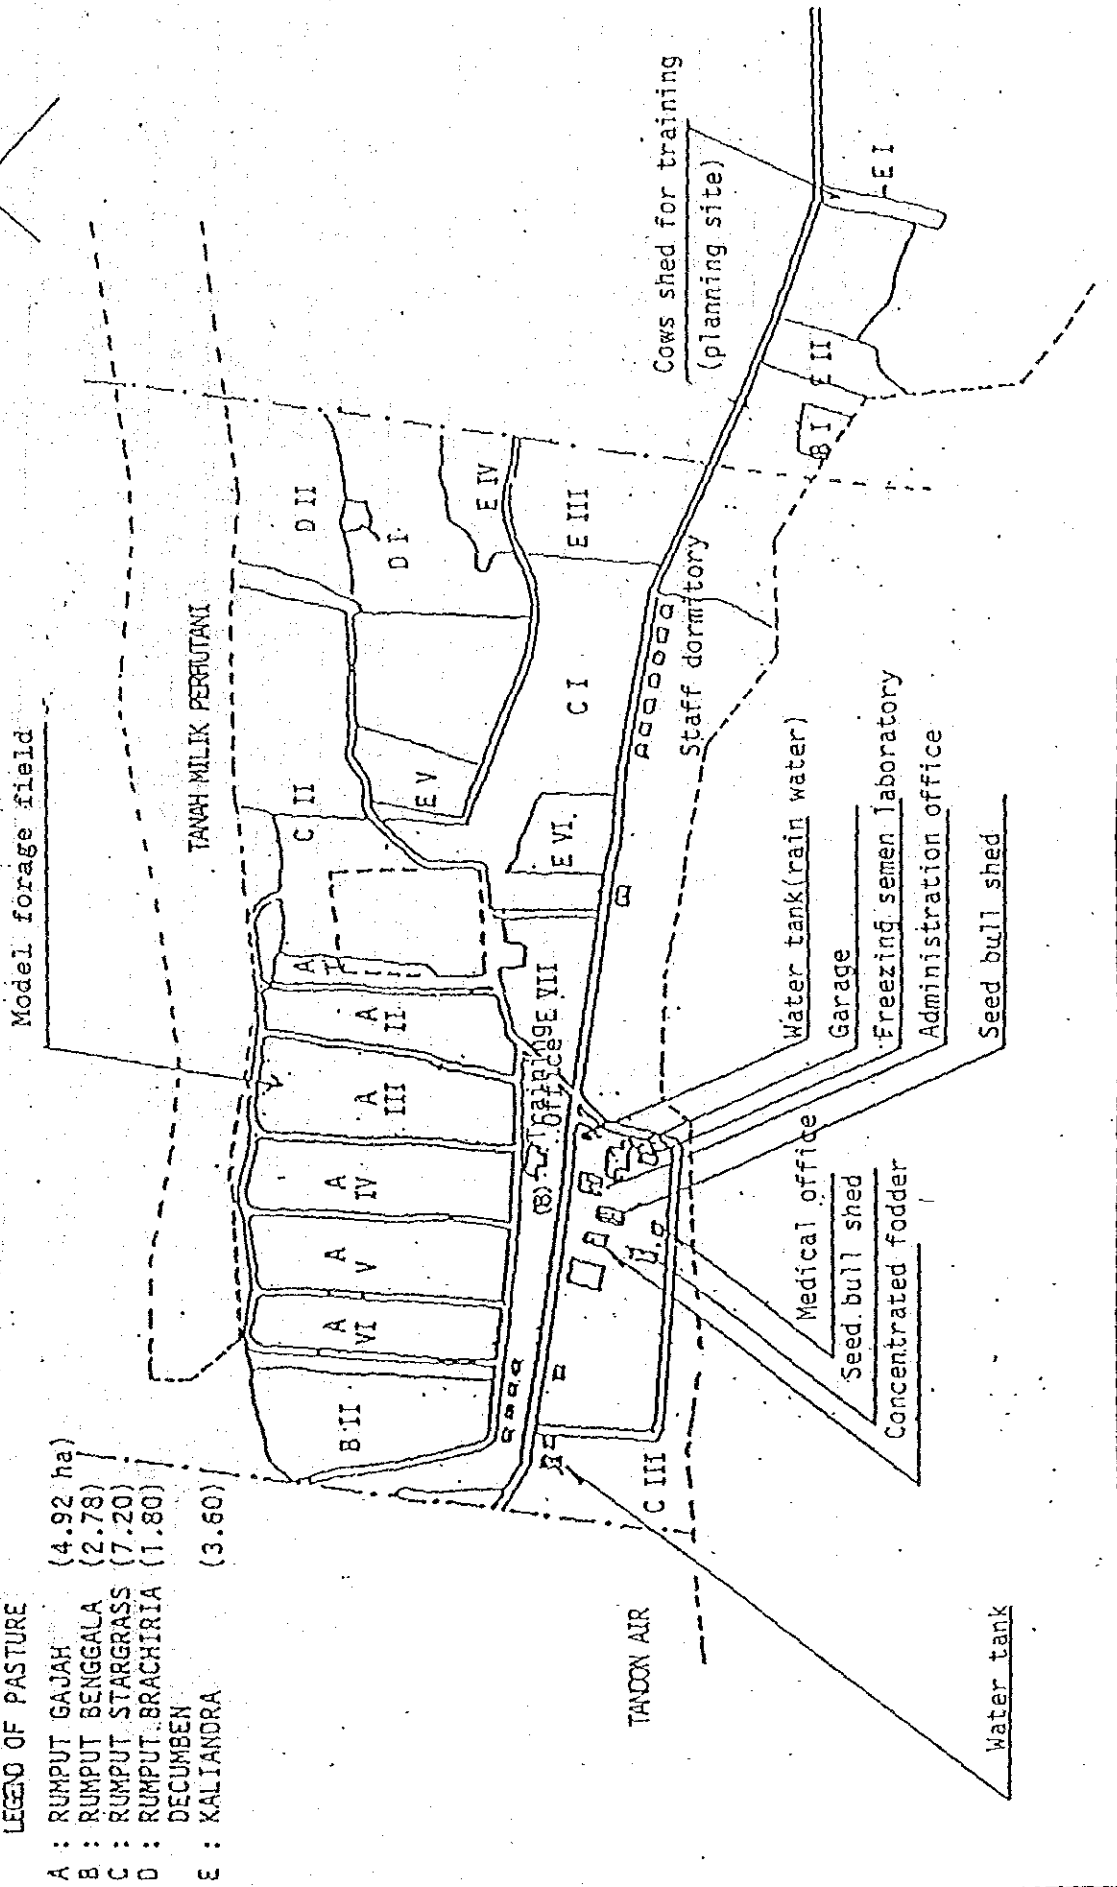 LEGEND OF PASTURE
A : RUMPUT GAJAH (4.92 ha)
B : RUMPUT BENGGALA (2.78)
C : RUMPUT STARGRASS (7.20)
D : RUMPUT BRACHIRIA (1.80)
DECUMBEN
E : KALIANDRA (3.60)
Model forage field
TANAH MILIK PERHUTANI
B II
A
VI
A
V
A
IV
A
III
A
II
A
I
C II
D II
D I
E V
E IV
E III
C I
E VI
E VII
Training
office
(B)
Staff dormitory
Cows shed for training
(planning site)
E I
E II
B I
C III
TANDON AIR
Water tank
Water tank(rain water)
Garage
Freezing semen laboratory
Administration office
Seed bull shed
Medical office
Seed bull shed
Concentrated fodder